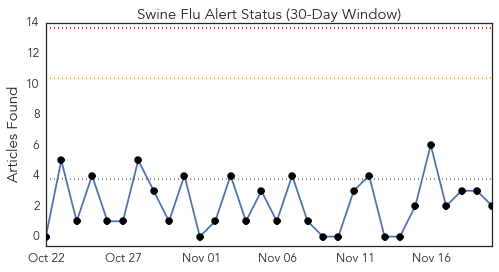 Swine Flu Alert Status (30-Day Window)
Articles Found
14
12
10
8
6
4
2
0
Oct 22 Oct 27 Nov 01 Nov 06 Nov 11 Nov 16